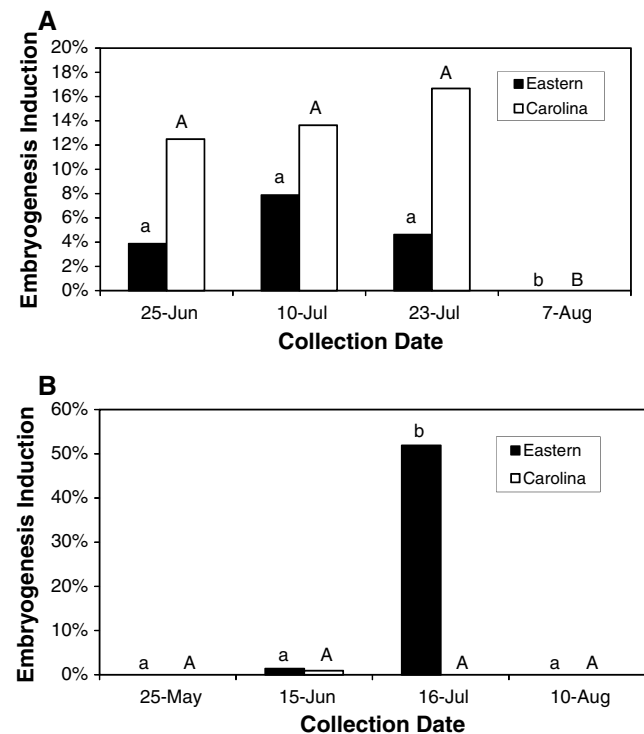 A
Embryogenesis Induction
20%
18%
16%
14%
12%
10%
8%
6%
4%
2%
0%
a A a A a A b B
Eastern
Carolina
25-Jun 10-Jul 23-Jul 7-Aug
Collection Date
B
Embryogenesis Induction
60%
50%
40%
30%
20%
10%
0%
a A a A b A a A
Eastern
Carolina
25-May 15-Jun 16-Jul 10-Aug
Collection Date